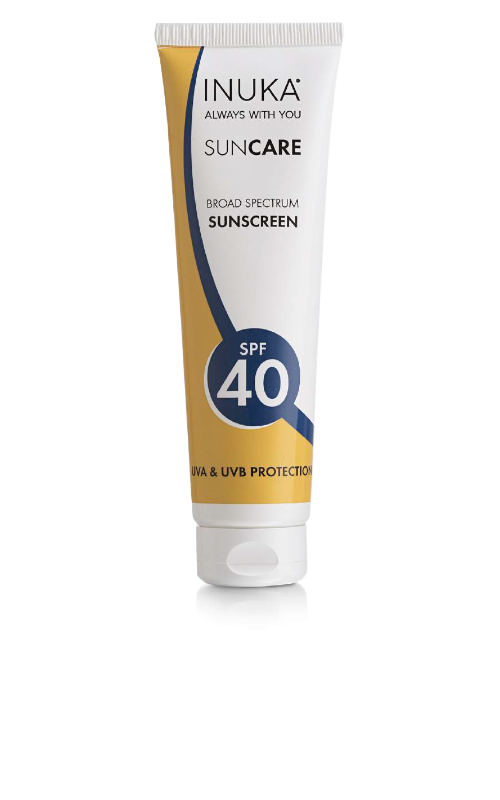 INUKA
ALWAYS WITH YOU
SUNCARE
BROAD SPECTRUM
SUNSCREEN
SPF
40
UVA & UVB PROTECTION